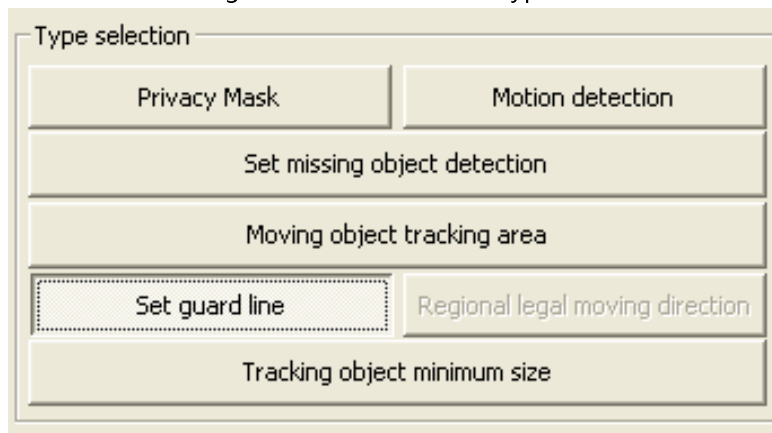 Type selection
Privacy Mask Motion detection
Set missing object detection
Moving object tracking area
Set guard line Regional legal moving direction
Tracking object minimum size